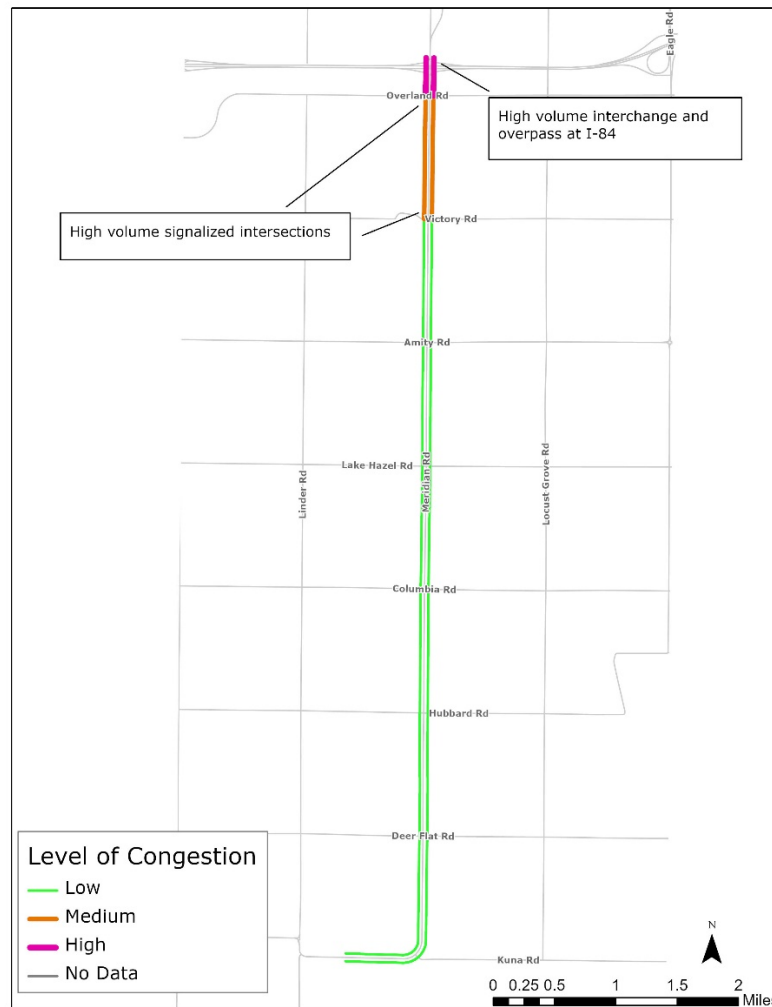 Eagle Rd
Overland Rd
High volume interchange and
overpass at I-84
High volume signalized intersections
Victory Rd
Amity Rd
Lake Hazel Rd
Linder Rd
Meridian Rd
Locust Grove Rd
Columbia Rd
Hubbard Rd
Deer Flat Rd
Level of Congestion
Low
Medium
High
No Data
Kuna Rd
N
0 0.25 0.5 1 1.5 2
Miles